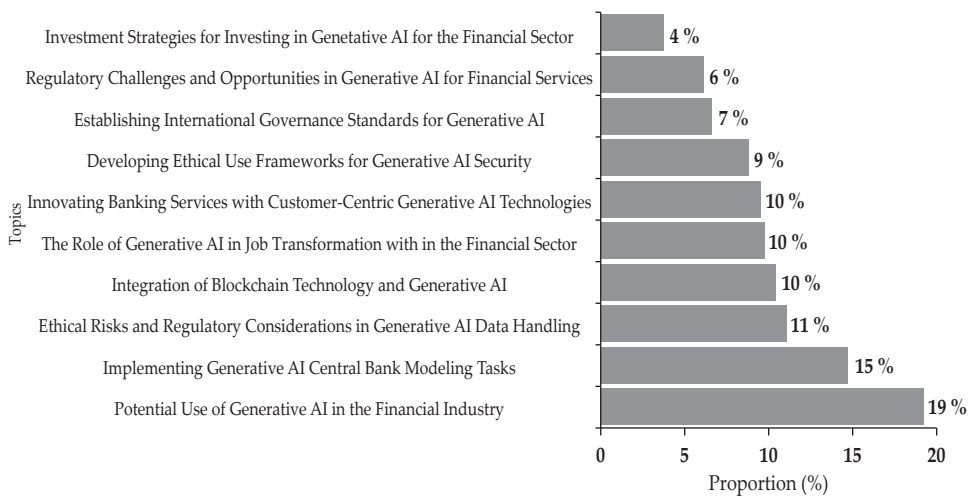 Investment Strategies for Investing in Genetative AI for the Financial Sector 4 %
Regulatory Challenges and Opportunities in Generative AI for Financial Services 6 %
Establishing International Governance Standards for Generative AI 7 %
Developing Ethical Use Frameworks for Generative AI Security 9 %
Innovating Banking Services with Customer-Centric Generative AI Technologies 10 %
The Role of Generative AI in Job Transformation with in the Financial Sector 10 %
Integration of Blockchain Technology and Generative AI 10 %
Ethical Risks and Regulatory Considerations in Generative AI Data Handling 11 %
Implementing Generative AI Central Bank Modeling Tasks 15 %
Potential Use of Generative AI in the Financial Industry 19 %
Topics
0 5 10 15 20
Proportion (%)